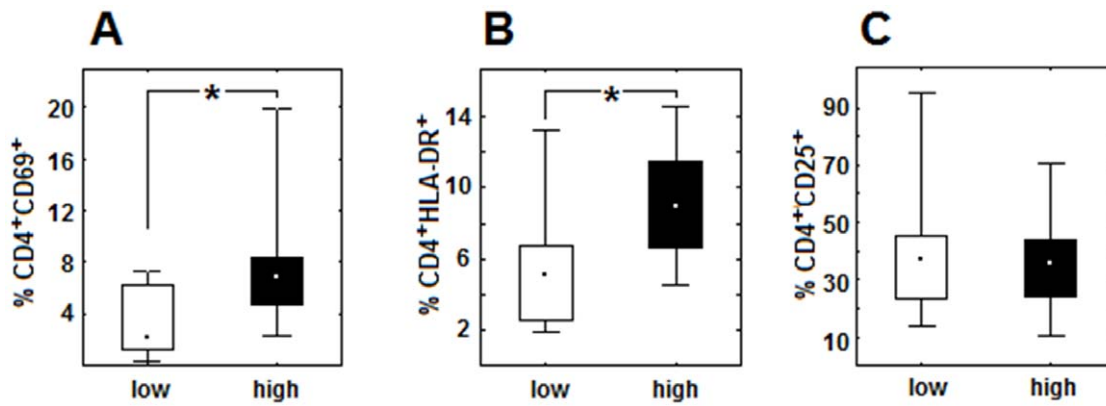 A
% CD4+CD69+
20
16
12
8
4
*
low high
B
% CD4+HLA-DR+
14
10
6
2
*
low high
C
% CD4+CD25+
90
70
50
30
10
low high